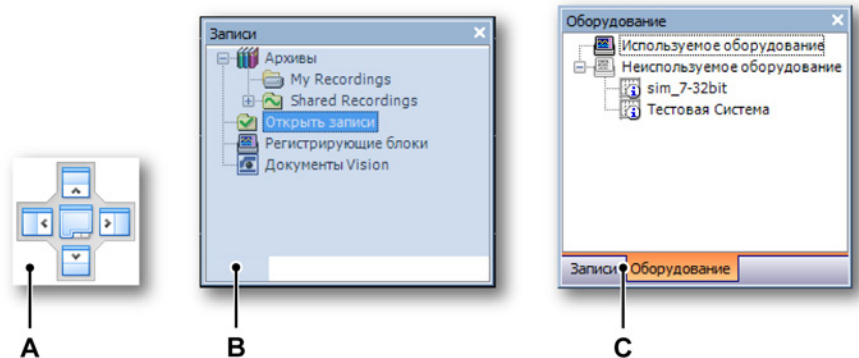 Записи
Архивы
My Recordings
Shared Recordings
Открыть записи
Регистрирующие блоки
Документы Vision
Оборудование
Используемое оборудование
Неиспользуемое оборудование
sim_7-32bit
Тестовая Система
Записи Оборудование
A
B
C